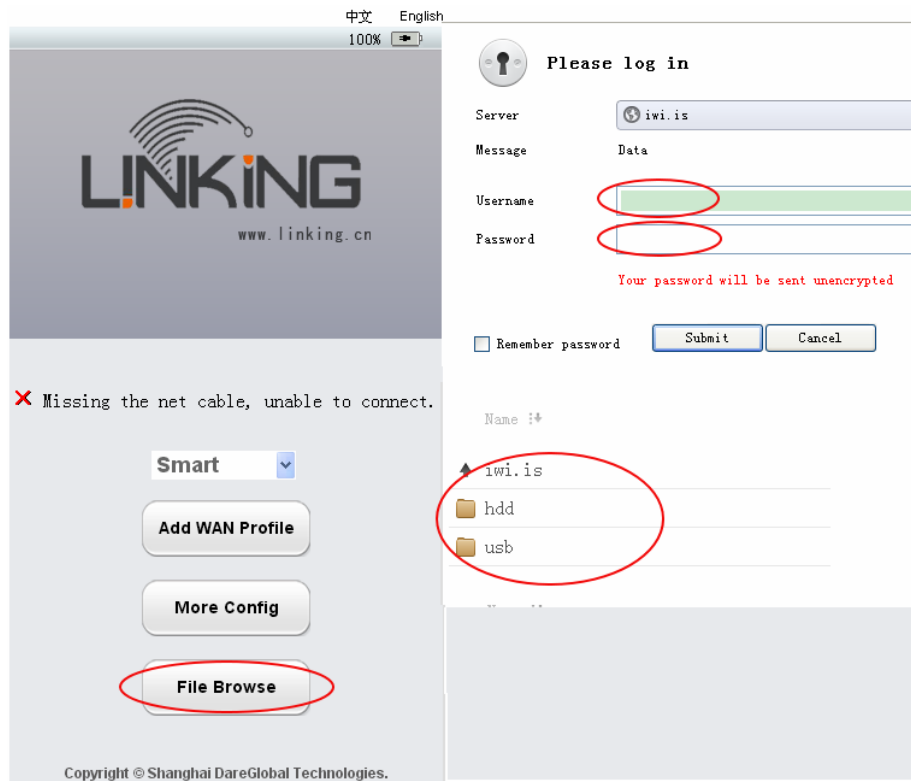 中文 English
100%
LINKING
www.linking.cn
Missing the net cable, unable to connect.
Smart
Add WAN Profile
More Config
File Browse
Copyright © Shanghai DareGlobal Technologies.
Please log in
Server iwi.is
Message Data
Username
Password
Your password will be sent unencrypted
Remember password Submit Cancel
Name
iwi.is
hdd
usb